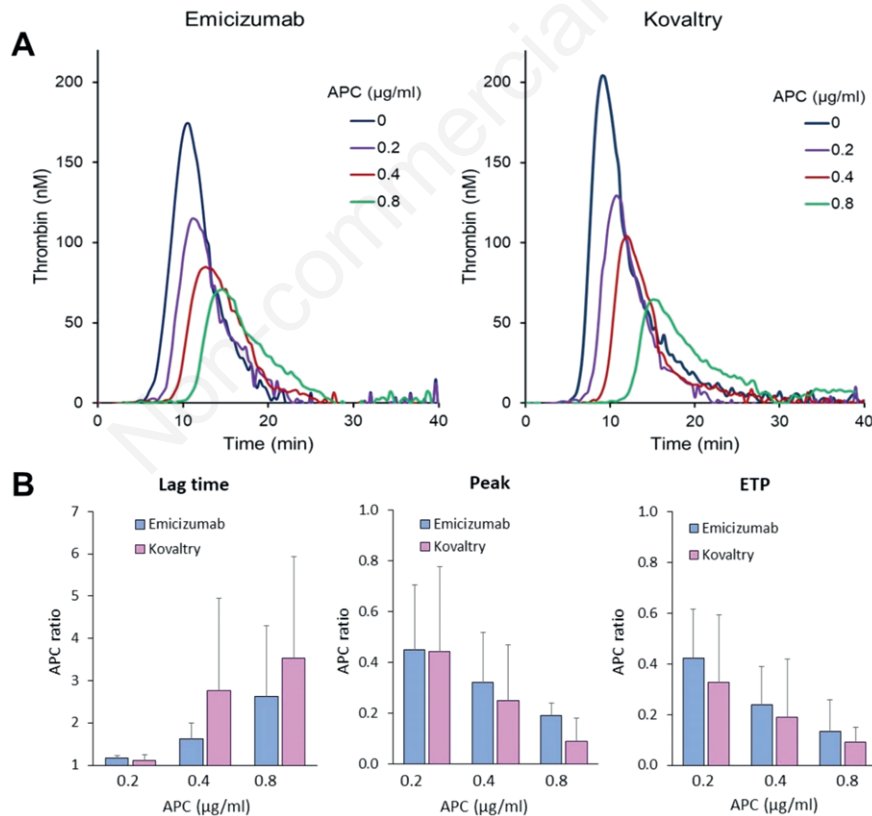 Emicizumab
Kovaltry
A
Thrombin (nM)
200
150
100
50
0
APC (µg/ml)
0
0.2
0.4
0.8
0
10
20
30
40
Time (min)
Thrombin (nM)
200
150
100
50
0
APC (µg/ml)
0
0.2
0.4
0.8
0
10
20
30
40
Time (min)
Non-commercial
B
Lag time
APC ratio
7
6
5
4
3
2
1
Emicizumab
Kovaltry
0.2
0.4
0.8
APC (µg/ml)
Peak
APC ratio
1.0
0.8
0.6
0.4
0.2
0.0
Emicizumab
Kovaltry
0.2
0.4
0.8
APC (µg/ml)
ETP
APC ratio
1.0
0.8
0.6
0.4
0.2
0.0
Emicizumab
Kovaltry
0.2
0.4
0.8
APC (µg/ml)